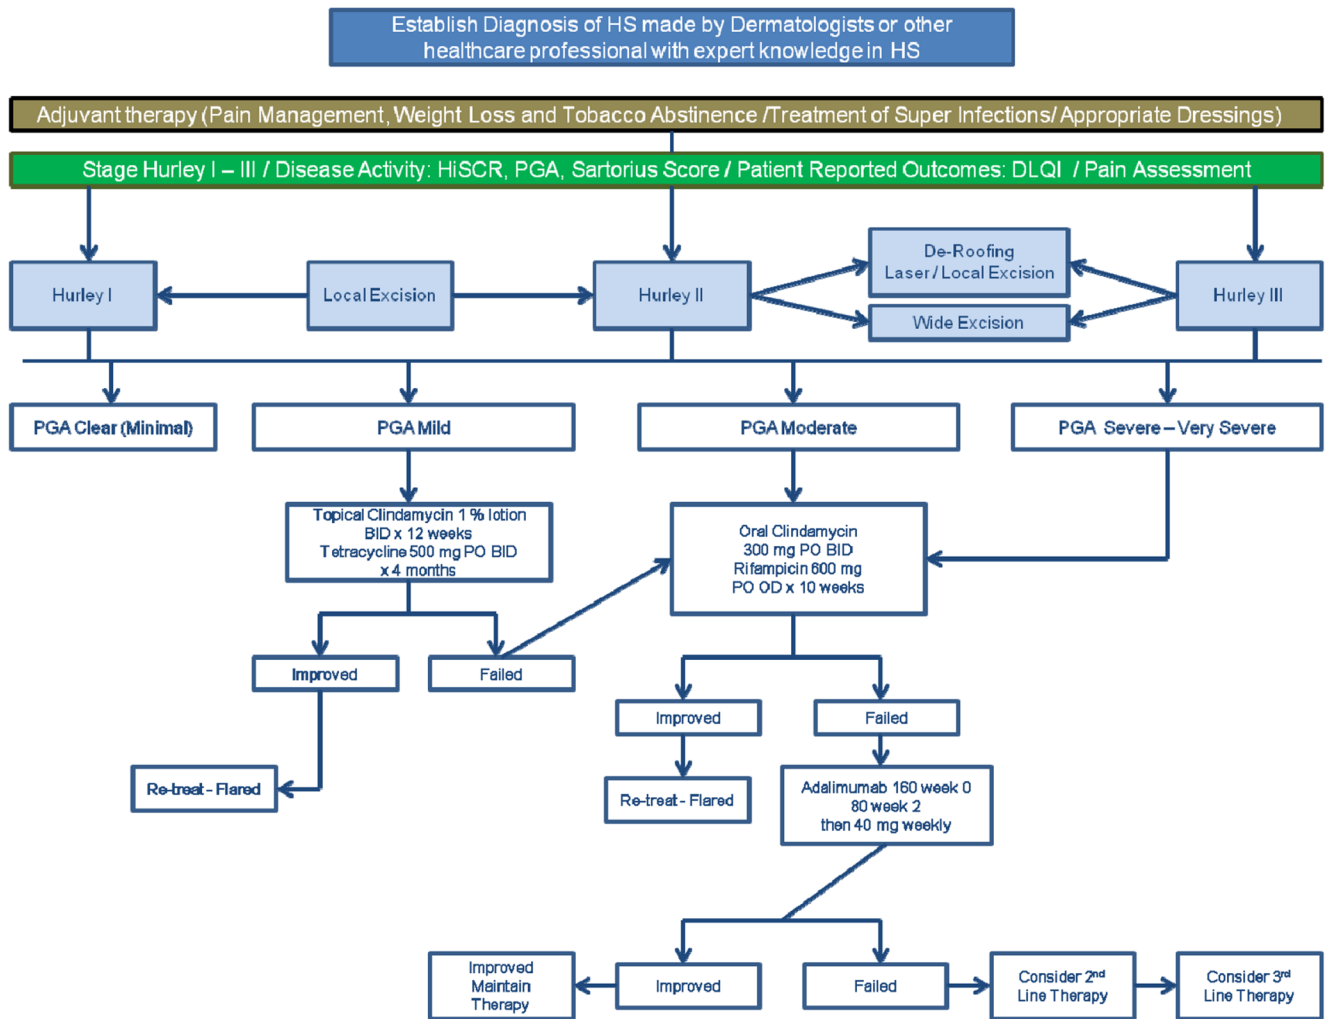 Establish Diagnosis of HS made by Dermatologists or other
healthcare professional with expert knowledge in HS
Adjuvant therapy (Pain Management, Weight Loss and Tobacco Abstinence /Treatment of Super Infections/ Appropriate Dressings)
Stage Hurley I – III / Disease Activity: HiSCR, PGA, Sartorius Score / Patient Reported Outcomes: DLQI / Pain Assessment
Hurley I
Local Excision
Hurley II
De-Roofing
Laser / Local Excision
Wide Excision
Hurley III
PGA Clear (Minimal)
PGA Mild
PGA Moderate
PGA Severe – Very Severe
Topical Clindamycin 1 % lotion
BID x 12 weeks
Tetracycline 500 mg PO BID
x 4 months
Oral Clindamycin
300 mg PO BID
Rifampicin 600 mg
PO OD x 10 weeks
Improved
Failed
Improved
Failed
Re-treat - Flared
Re-treat - Flared
Adalimumab 160 week 0
80 week 2
then 40 mg weekly
Improved
Maintain
Therapy
Improved
Failed
Consider 2nd
Line Therapy
Consider 3rd
Line Therapy